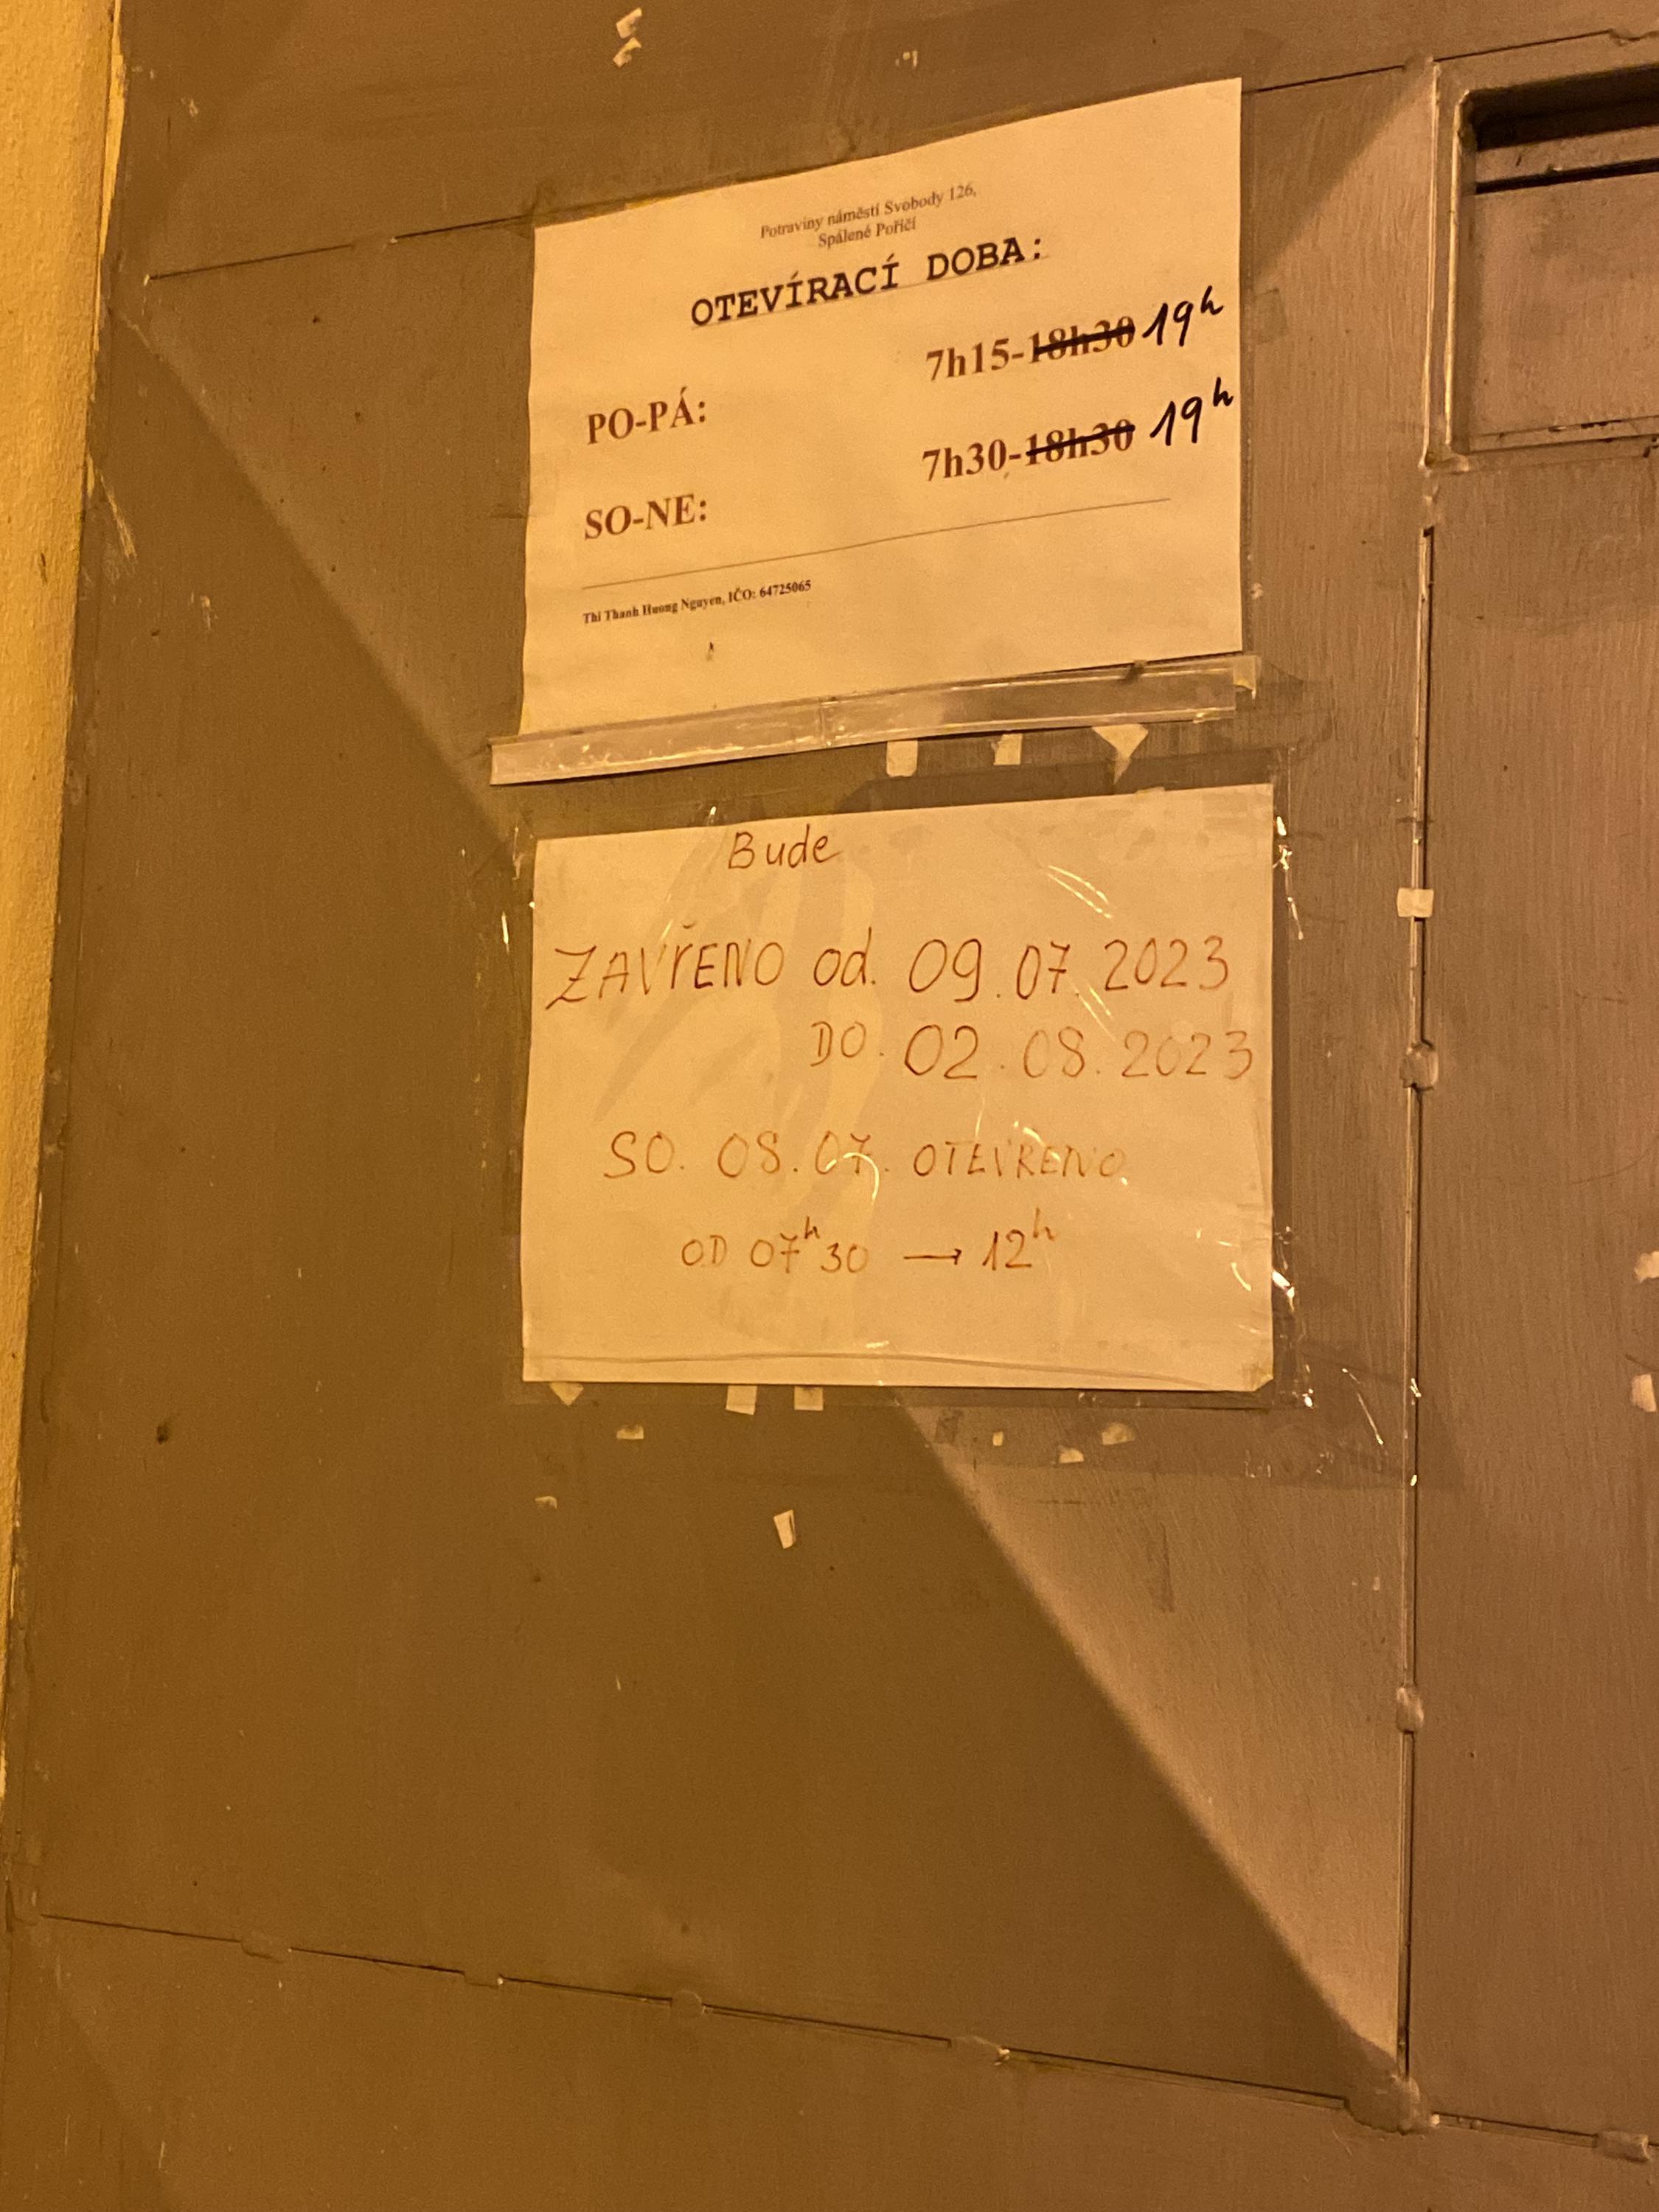 Potraviny náměstí Svobody 126,
Spálené Poříčí
OTEVÍRACÍ DOBA:
PO-PÁ: 7h15-18h30 19h
SO-NE: 7h30-18h30 19h
Thi Thanh Huong Nguyen, IČO: 64725065
Bude
ZAVŘENO od. 09.07.2023
DO. 02.08.2023
SO. 08.07. OTEVŘENO
OD 07h30 → 12h